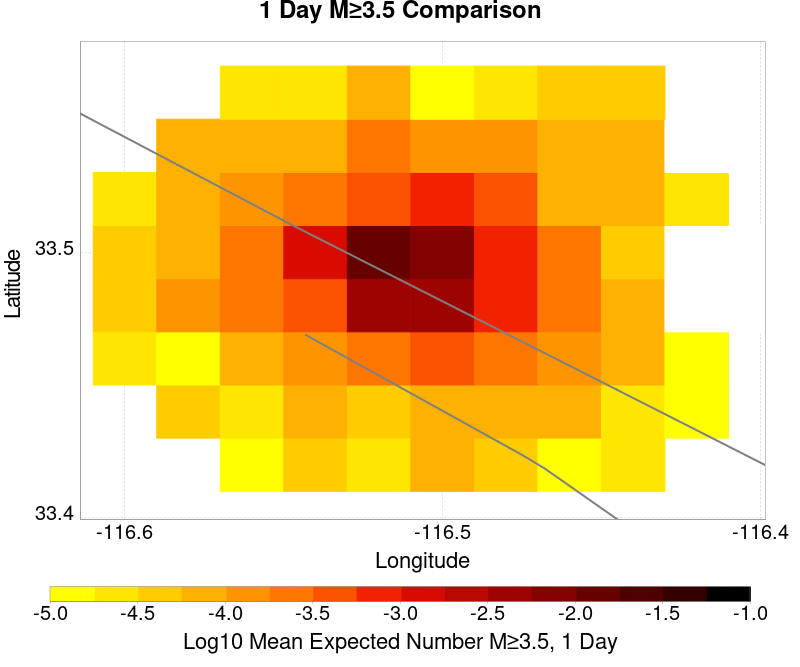 1 Day M≥3.5 Comparison
Latitude
33.5
33.4
-116.6 -116.5 -116.4
Longitude
-5.0 -4.5 -4.0 -3.5 -3.0 -2.5 -2.0 -1.5 -1.0
Log10 Mean Expected Number M≥3.5, 1 Day